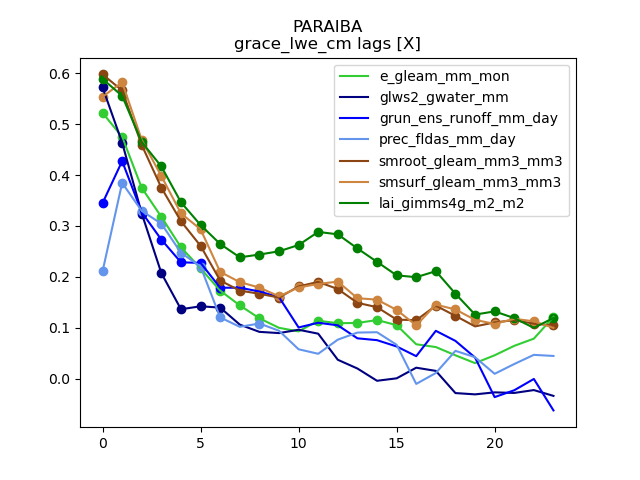 PARAIBA
grace_lwe_cm lags [X]
e_gleam_mm_mon
glws2_gwater_mm
grun_ens_runoff_mm_day
prec_fldas_mm_day
smroot_gleam_mm3_mm3
smsurf_gleam_mm3_mm3
lai_gimms4g_m2_m2
0.6
0.5
0.4
0.3
0.2
0.1
0.0
0
5
10
15
20